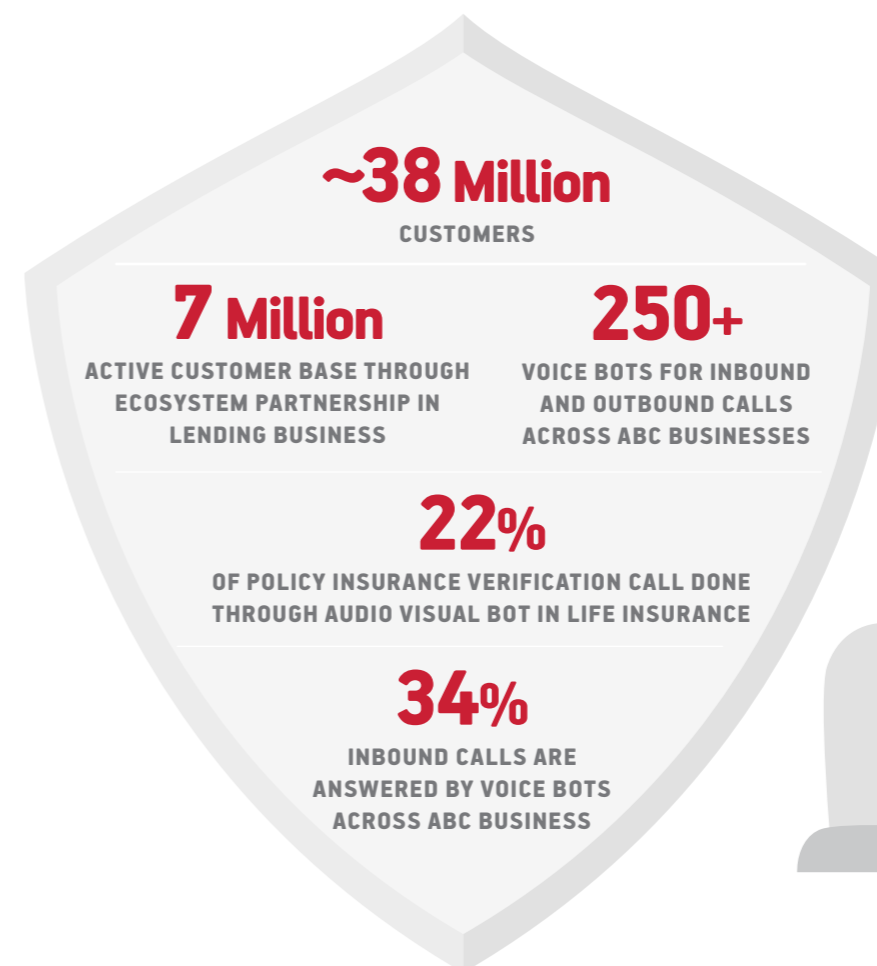 ~38 Million
CUSTOMERS
7 Million
ACTIVE CUSTOMER BASE THROUGH
ECOSYSTEM PARTNERSHIP IN
LENDING BUSINESS
250+
VOICE BOTS FOR INBOUND
AND OUTBOUND CALLS
ACROSS ABC BUSINESSES
22%
OF POLICY INSURANCE VERIFICATION CALL DONE
THROUGH AUDIO VISUAL BOT IN LIFE INSURANCE
34%
INBOUND CALLS ARE
ANSWERED BY VOICE BOTS
ACROSS ABC BUSINESS